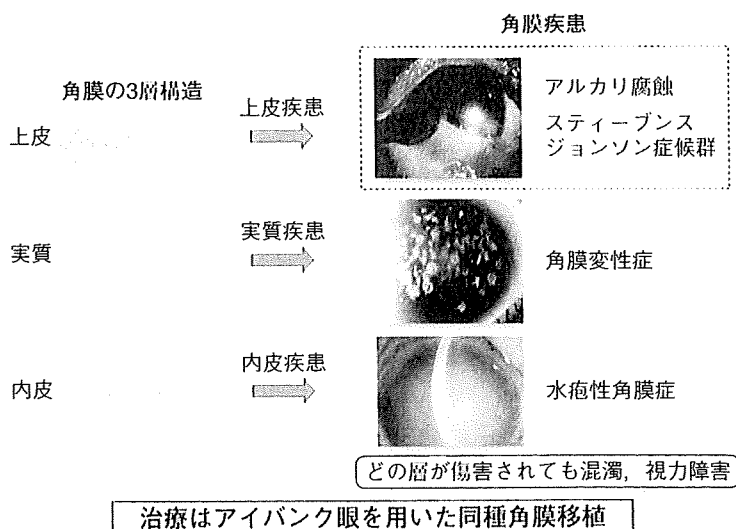 角膜疾患
角膜の3層構造
上皮
上皮疾患
アルカリ腐蝕
スティーブンス
ジョンソン症候群
実質
実質疾患
角膜変性症
内皮
内皮疾患
水疱性角膜症
どの層が傷害されても混濁，視力障害
治療はアイバンク眼を用いた同種角膜移植